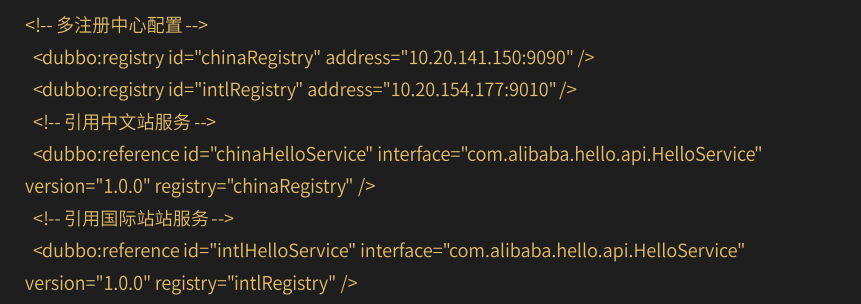 <!-- 多注册中心配置 -->
<dubbo:registry id="chinaRegistry" address="10.20.141.150:9090" />
<dubbo:registry id="intlRegistry" address="10.20.154.177:9010" />
<!-- 引用中文站服务 -->
<dubbo:reference id="chinaHelloService" interface="com.alibaba.hello.api.HelloService"
version="1.0.0" registry="chinaRegistry" />
<!-- 引用国际站站服务 -->
<dubbo:reference id="intlHelloService" interface="com.alibaba.hello.api.HelloService"
version="1.0.0" registry="intlRegistry" />